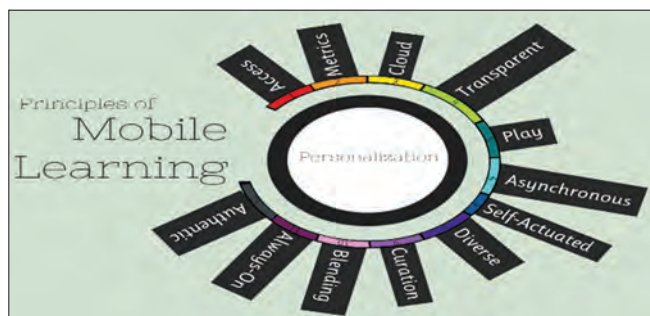 Principles of
Mobile
Learning
Personalization
Access
Metrics
Cloud
Transparent
Play
Asynchronous
Self-Actuated
Diverse
Curation
Blending
Always-On
Authentic